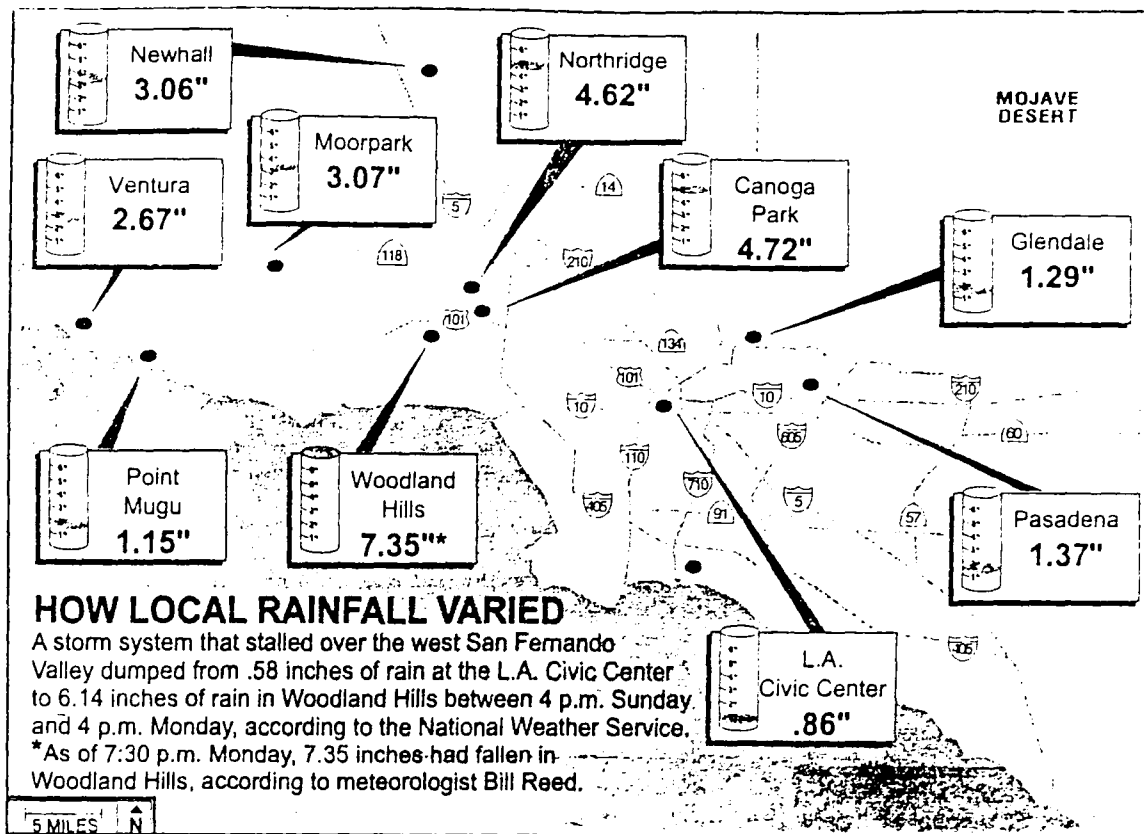 Newhall
3.06"
Northridge
4.62"
MOJAVE
DESERT
Moorpark
3.07"
Ventura
2.67"
Canoga
Park
4.72"
Glendale
1.29"
5
14
118
210
101
134
101
10
10
210
60
605
110
710
405
91
5
57
405
Point
Mugu
1.15"
Woodland
Hills
7.35"*
Pasadena
1.37"
L.A.
Civic Center
.86"
HOW LOCAL RAINFALL VARIED
A storm system that stalled over the west San Fernando
Valley dumped from .58 inches of rain at the L.A. Civic Center
to 6.14 inches of rain in Woodland Hills between 4 p.m. Sunday
and 4 p.m. Monday, according to the National Weather Service.
*As of 7:30 p.m. Monday, 7.35 inches had fallen in
Woodland Hills, according to meteorologist Bill Reed.
5 MILES
N